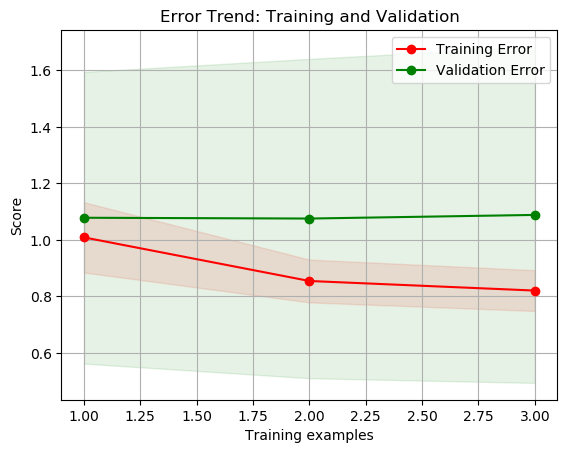 Error Trend: Training and Validation
Training Error
Validation Error
Score
1.6
1.4
1.2
1.0
0.8
0.6
1.00 1.25 1.50 1.75 2.00 2.25 2.50 2.75 3.00
Training examples